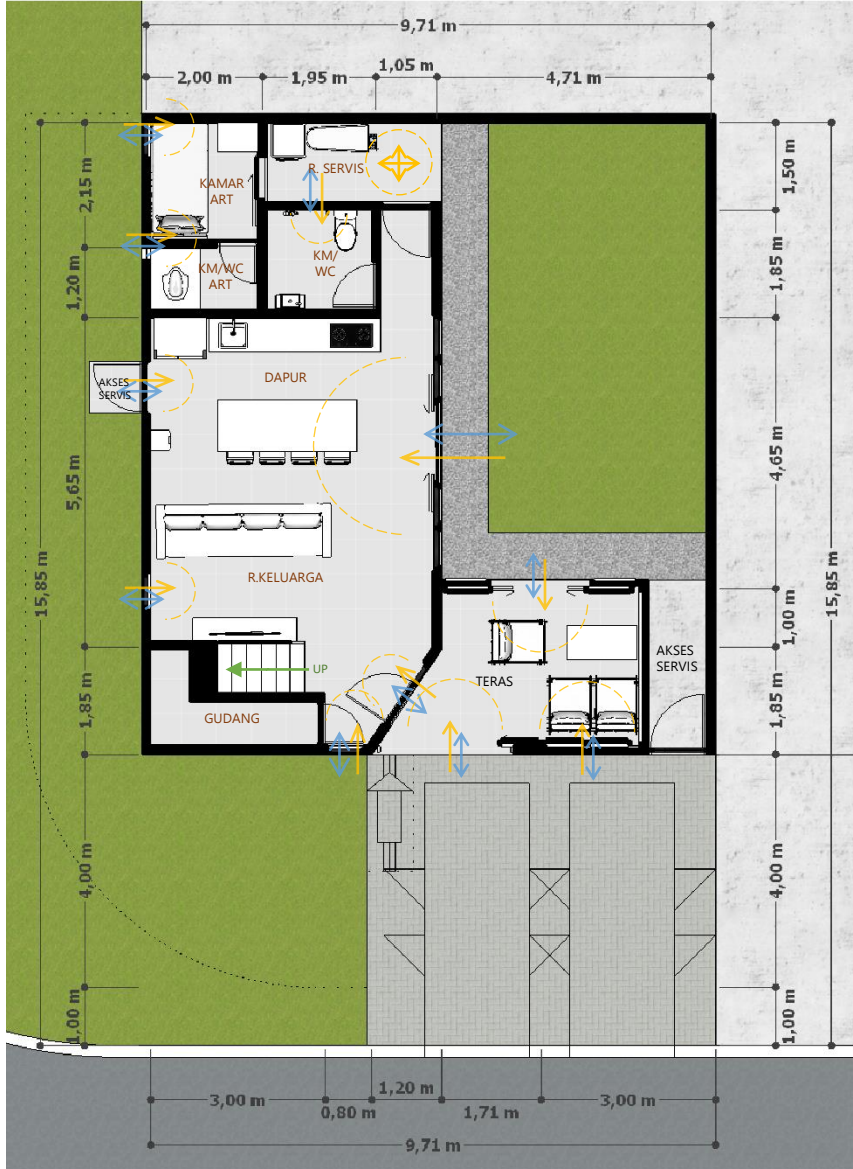 9,71 m
1,05 m
2,00 m
1,95 m
4,71 m
2,15 m
1,50 m
KAMAR
ART
R. SERVIS
KM/WC
ART
KM/
WC
1,20 m
1,85 m
AKSES
SERVIS
DAPUR
5,65 m
4,65 m
R.KELUARGA
15,85 m
15,85 m
1,00 m
UP
TERAS
AKSES
SERVIS
1,85 m
GUDANG
1,85 m
4,00 m
4,00 m
1,00 m
1,00 m
3,00 m
0,80 m
1,20 m
1,71 m
3,00 m
9,71 m